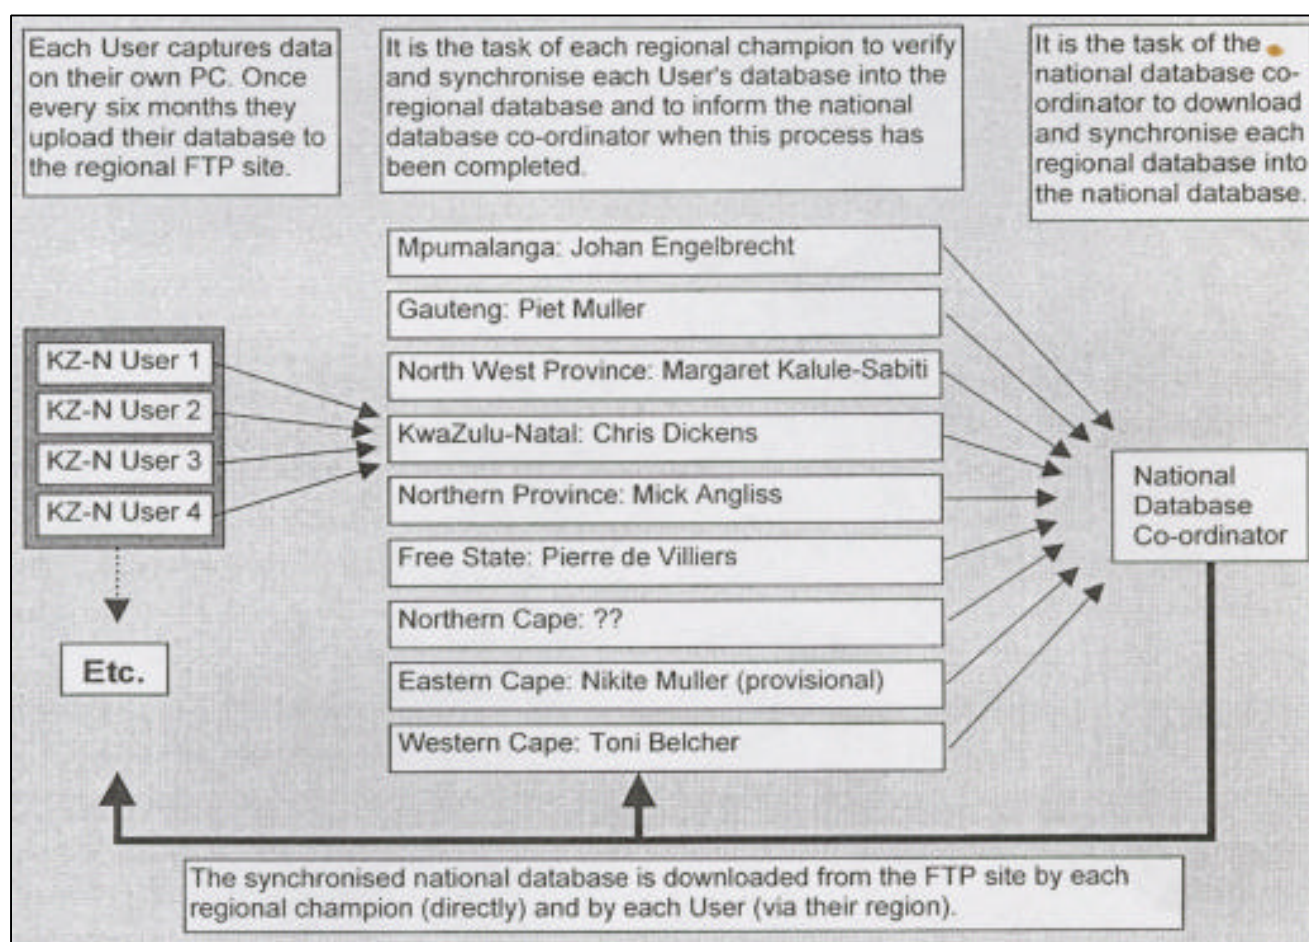 Each User captures data
on their own PC. Once
every six months they
upload their database to
the regional FTP site.
It is the task of each regional champion to verify
and synchronise each User's database into the
regional database and to inform the national
database co-ordinator when this process has
been completed.
It is the task of the
national database co-
ordinator to download
and synchronise each
regional database into
the national database.
KZ-N User 1
KZ-N User 2
KZ-N User 3
KZ-N User 4
Etc.
Mpumalanga: Johan Engelbrecht
Gauteng: Piet Muller
North West Province: Margaret Kalule-Sabiti
KwaZulu-Natal: Chris Dickens
Northern Province: Mick Angliss
Free State: Pierre de Villiers
Northern Cape: ??
Eastern Cape: Nikite Muller (provisional)
Western Cape: Toni Belcher
National
Database
Co-ordinator
The synchronised national database is downloaded from the FTP site by each
regional champion (directly) and by each User (via their region).